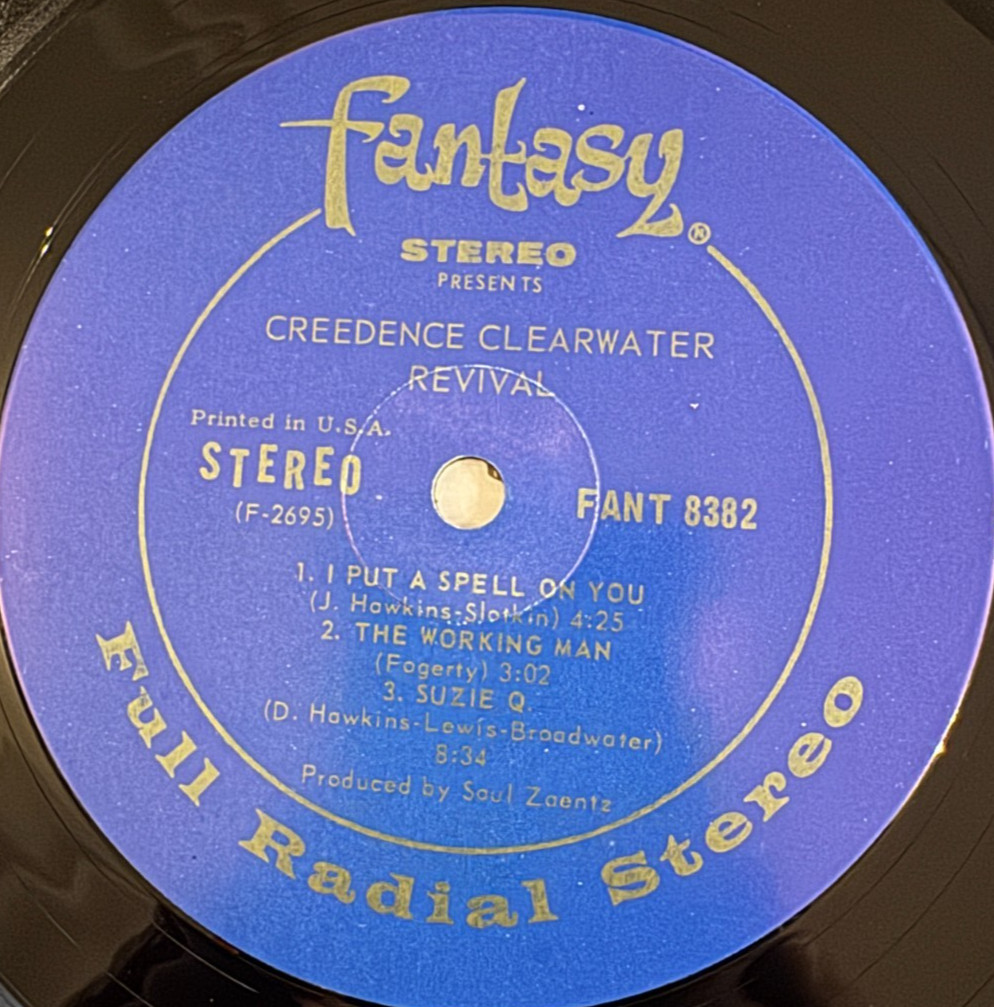 fantasy®
STEREO
PRESENTS
CREEDENCE CLEARWATER
REVIVAL
Printed in U.S.A.
STEREO
(F-2695)
FANT 8382
1. I PUT A SPELL ON YOU
(J. Hawkins-Slotkin) 4:25
2. THE WORKING MAN
(Fogerty) 3:02
3. SUZIE Q.
(D. Hawkins-Lewis-Broadwater)
8:34
Produced by Saul Zaentz
Full Radial Stereo